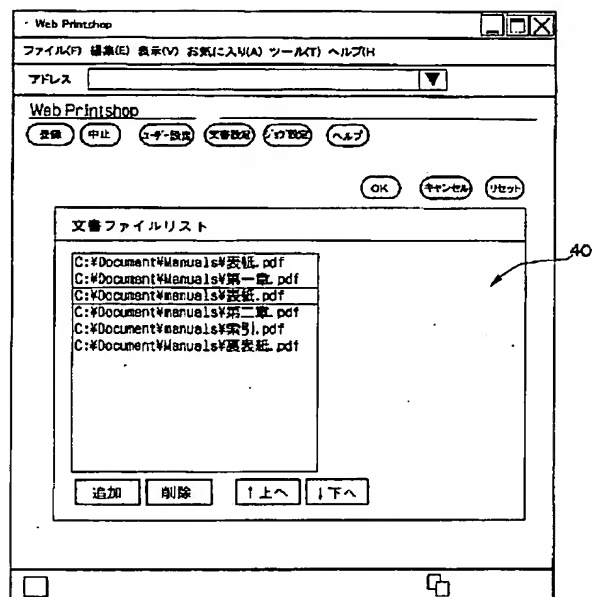 Web Printshop
ファイル(F) 編集(E) 表示(V) お気に入り(A) ツール(T) ヘルプ(H
アドレス
Web Printshop
登録 中止 ユーザー設定 文書設定 ジョブ設定 ヘルプ
OK キャンセル リセット
文書ファイルリスト
40
C:¥Document¥Manuals¥表紙.pdf
C:¥Document¥Manuals¥第一章.pdf
C:¥Document¥manuals¥表紙.pdf
C:¥Document¥manuals¥第二章.pdf
C:¥Document¥Manuals¥索引.pdf
C:¥Document¥Manuals¥裏表紙.pdf
追加 削除 ↑上へ ↓下へ